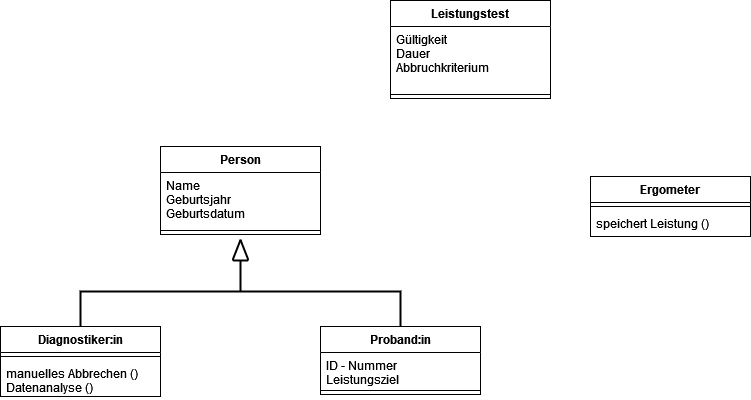 Leistungstest
Gültigkeit
Dauer
Abbruchkriterium
Person
Name
Geburtsjahr
Geburtsdatum
Ergometer
speichert Leistung ()
Diagnostiker:in
manuelles Abbrechen ()
Datenanalyse ()
Proband:in
ID - Nummer
Leistungsziel